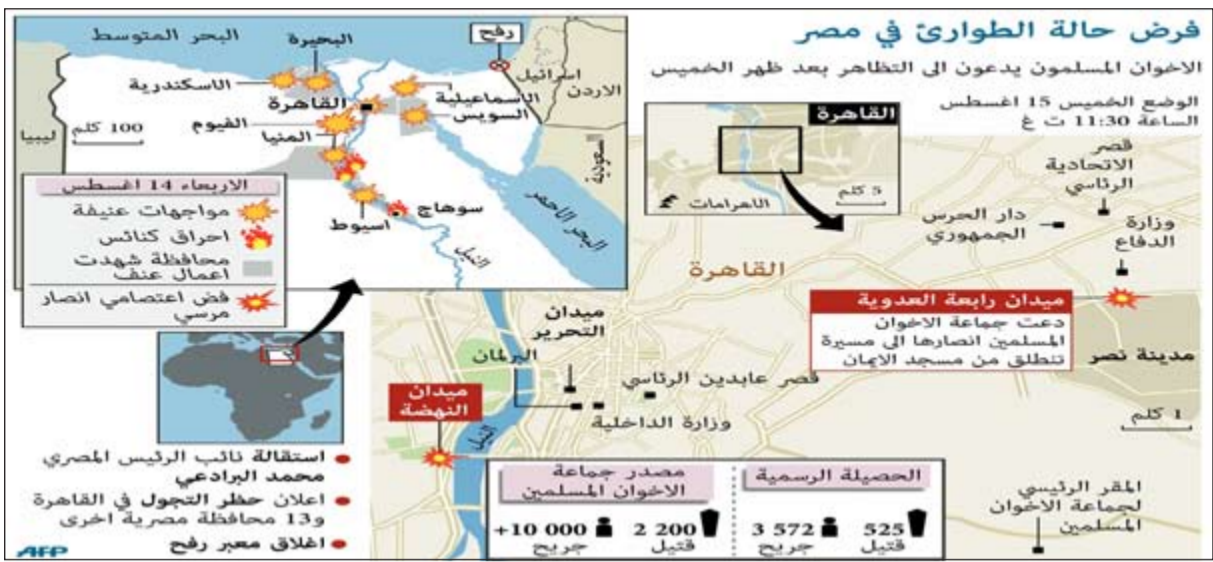 فرض حالة الطوارئ في مصر
الاخوان المسلمون يدعون الى التظاهر بعد ظهر الخميس
الوضع الخميس 15 اغسطس
الساعة 11:30 ت غ
البحر المتوسط
البحيرة
رفح
الاسكندرية
اسرائيل
الاردن
القاهرة
الاسماعيلية
السويس
الفيوم
المنيا
100 كلم
ليبيا
السعودية
سوهاج
اسيوط
البحر الاحمر
النيل
الاربعاء 14 اغسطس
مواجهات عنيفة
احراق كنائس
محافظة شهدت
اعمال عنف
فض اعتصامي انصار
مرسي
القاهرة
5 كلم
الاهرامات
قصر
الاتحادية
الرئاسي
دار الحرس
الجمهوري
وزارة
الدفاع
القاهرة
ميدان رابعة العدوية
دعت جماعة الاخوان
المسلمين انصارها الى مسيرة
تنطلق من مسجد الايمان
مدينة نصر
1 كلم
ميدان
التحرير
البرلمان
قصر عابدين الرئاسي
وزارة الداخلية
ميدان
النهضة
النيل
المقر الرئيسي
لجماعة الاخوان
المسلمين
الحصيلة الرسمية
525
قتيل
3 572
جريح
مصدر جماعة
الاخوان المسلمين
2 200
قتيل
+10 000
جريح
استقالة نائب الرئيس المصري
محمد البرادعي
اعلان حظر التجول في القاهرة
و13 محافظة مصرية اخرى
اغلاق معبر رفح
AFP